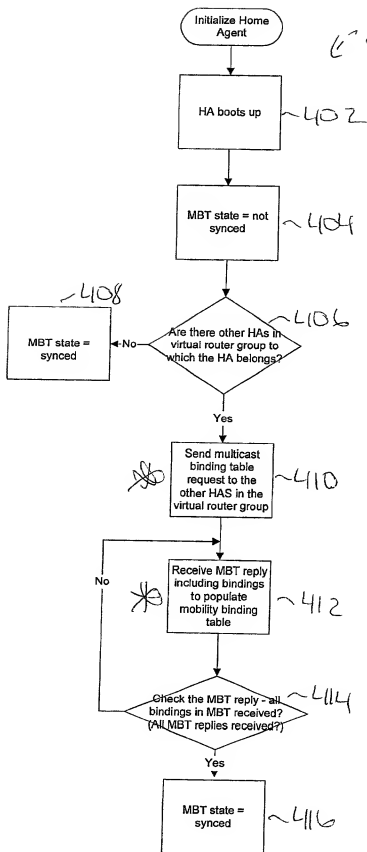 Initialize Home
Agent
HA boots up
402
MBT state = not
synced
404
408
406
MBT state =
synced
No
Are there other HAs in
virtual router group to
which the HA belongs?
Yes
Send multicast
binding table
request to the
other HAS in the
virtual router group
410
No
Receive MBT reply
including bindings
to populate
mobility binding
table
412
Check the MBT reply - all
bindings in MBT received?
(All MBT replies received?)
414
Yes
MBT state =
synced
416